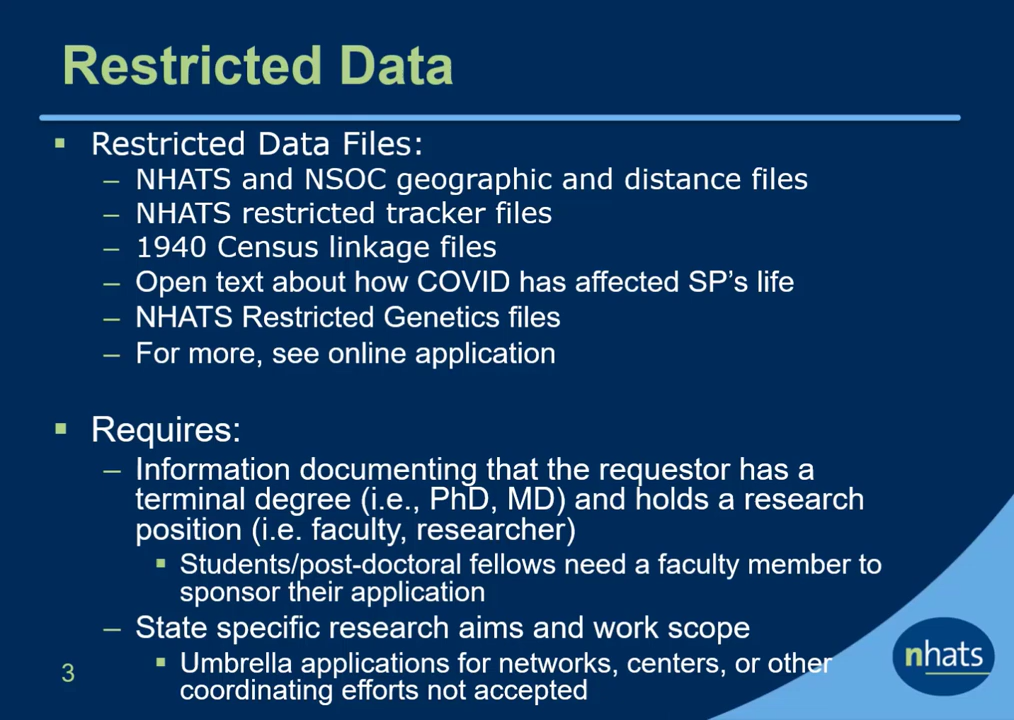 Restricted Data
▪ Restricted Data Files:
– NHATS and NSOC geographic and distance files
– NHATS restricted tracker files
– 1940 Census linkage files
– Open text about how COVID has affected SP’s life
– NHATS Restricted Genetics files
– For more, see online application
▪ Requires:
– Information documenting that the requestor has a
terminal degree (i.e., PhD, MD) and holds a research
position (i.e. faculty, researcher)
▪ Students/post-doctoral fellows need a faculty member to
sponsor their application
– State specific research aims and work scope
▪ Umbrella applications for networks, centers, or other
coordinating efforts not accepted
3
nhats